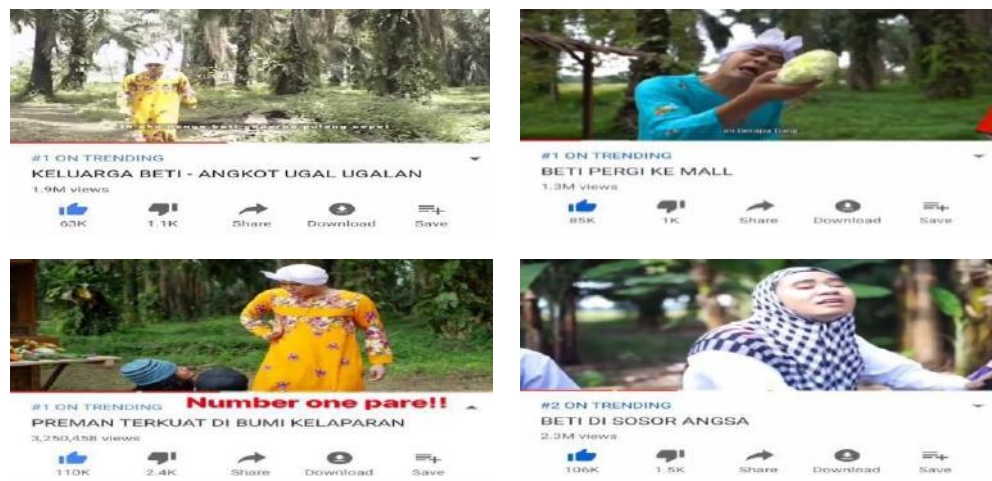 #1 ON TRENDING
KELUARGA BETI - ANGKOT UGAL UGALAN
1.9M views
63K 1.1K Share Download Save
ini berapa bang
#1 ON TRENDING
BETI PERGI KE MALL
1.3M views
85K 1K Share Download Save
#1 ON TRENDING Number one pare!!
PREMAN TERKUAT DI BUMI KELAPARAN
3,250,458 views
110K 2.4K Share Download Save
#2 ON TRENDING
BETI DI SOSOR ANGSA
2.3M views
106K 1.5K Share Download Save